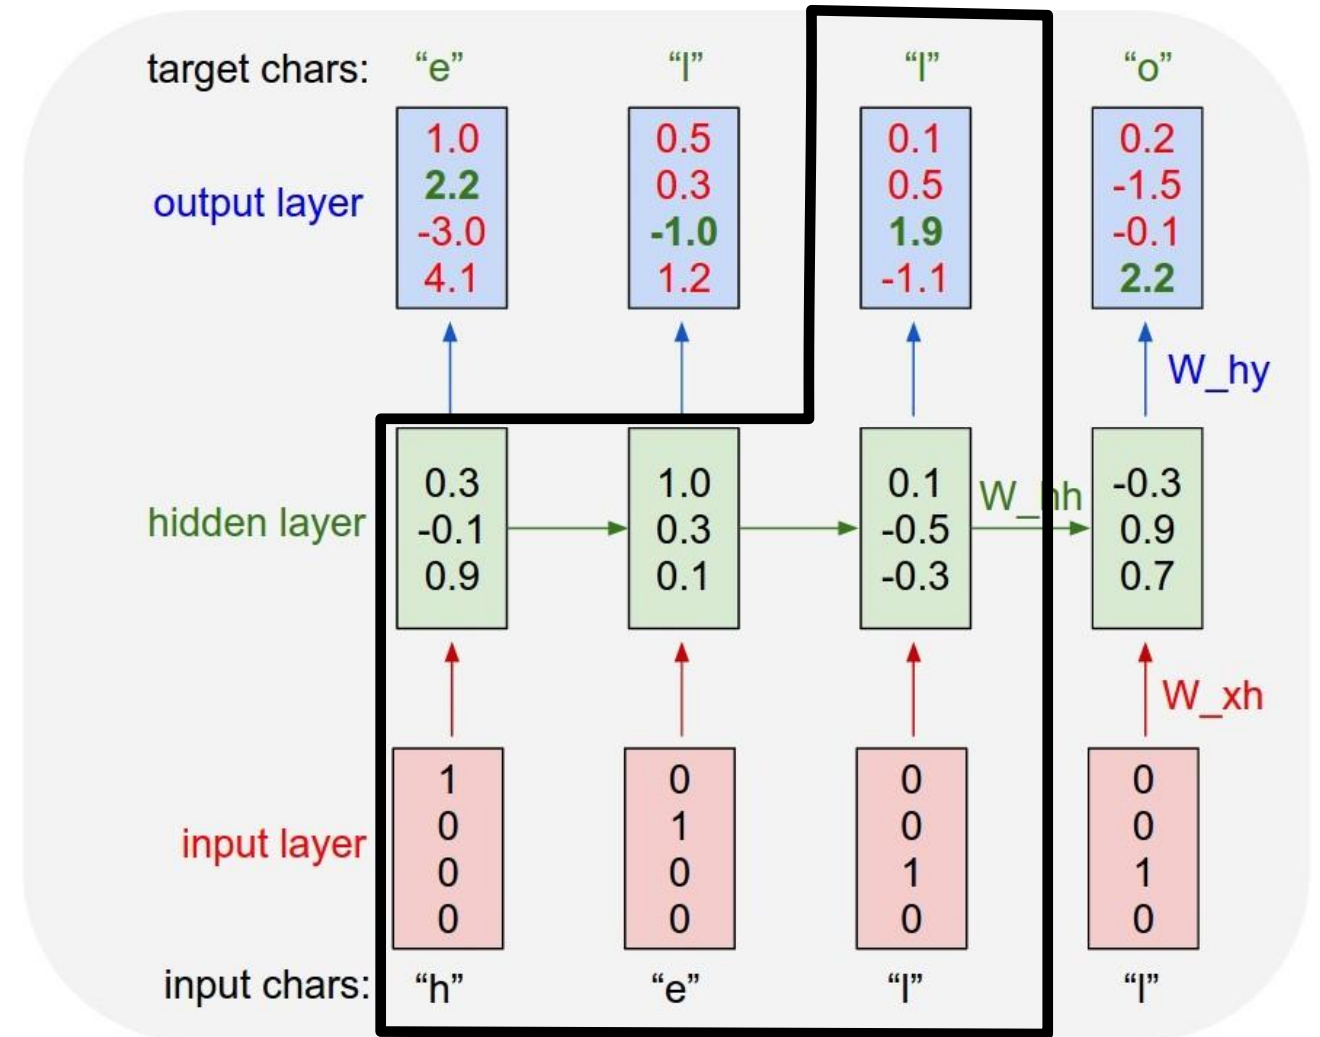 target chars: “e” “l” “l” “o”
1.0 0.5 0.1 0.2
2.2 0.3 0.5 -1.5
output layer
-3.0 -1.0 1.9 -0.1
4.1 1.2 -1.1 2.2
W_hy
0.3 1.0 0.1 -0.3
W_hh
hidden layer
-0.1 0.3 -0.5 0.9
0.9 0.1 -0.3 0.7
W_xh
1 0 0 0
0 1 0 0
input layer
0 0 1 1
0 0 0 0
input chars: “h” “e” “l” “l”